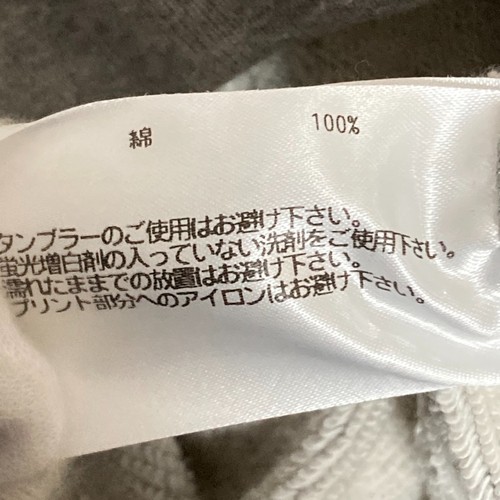 綿 100%
タンブラーのご使用はお避け下さい。
蛍光増白剤の入っていない洗剤をご使用下さい。
濡れたままでの放置はお避け下さい。
プリント部分へのアイロンはお避け下さい。